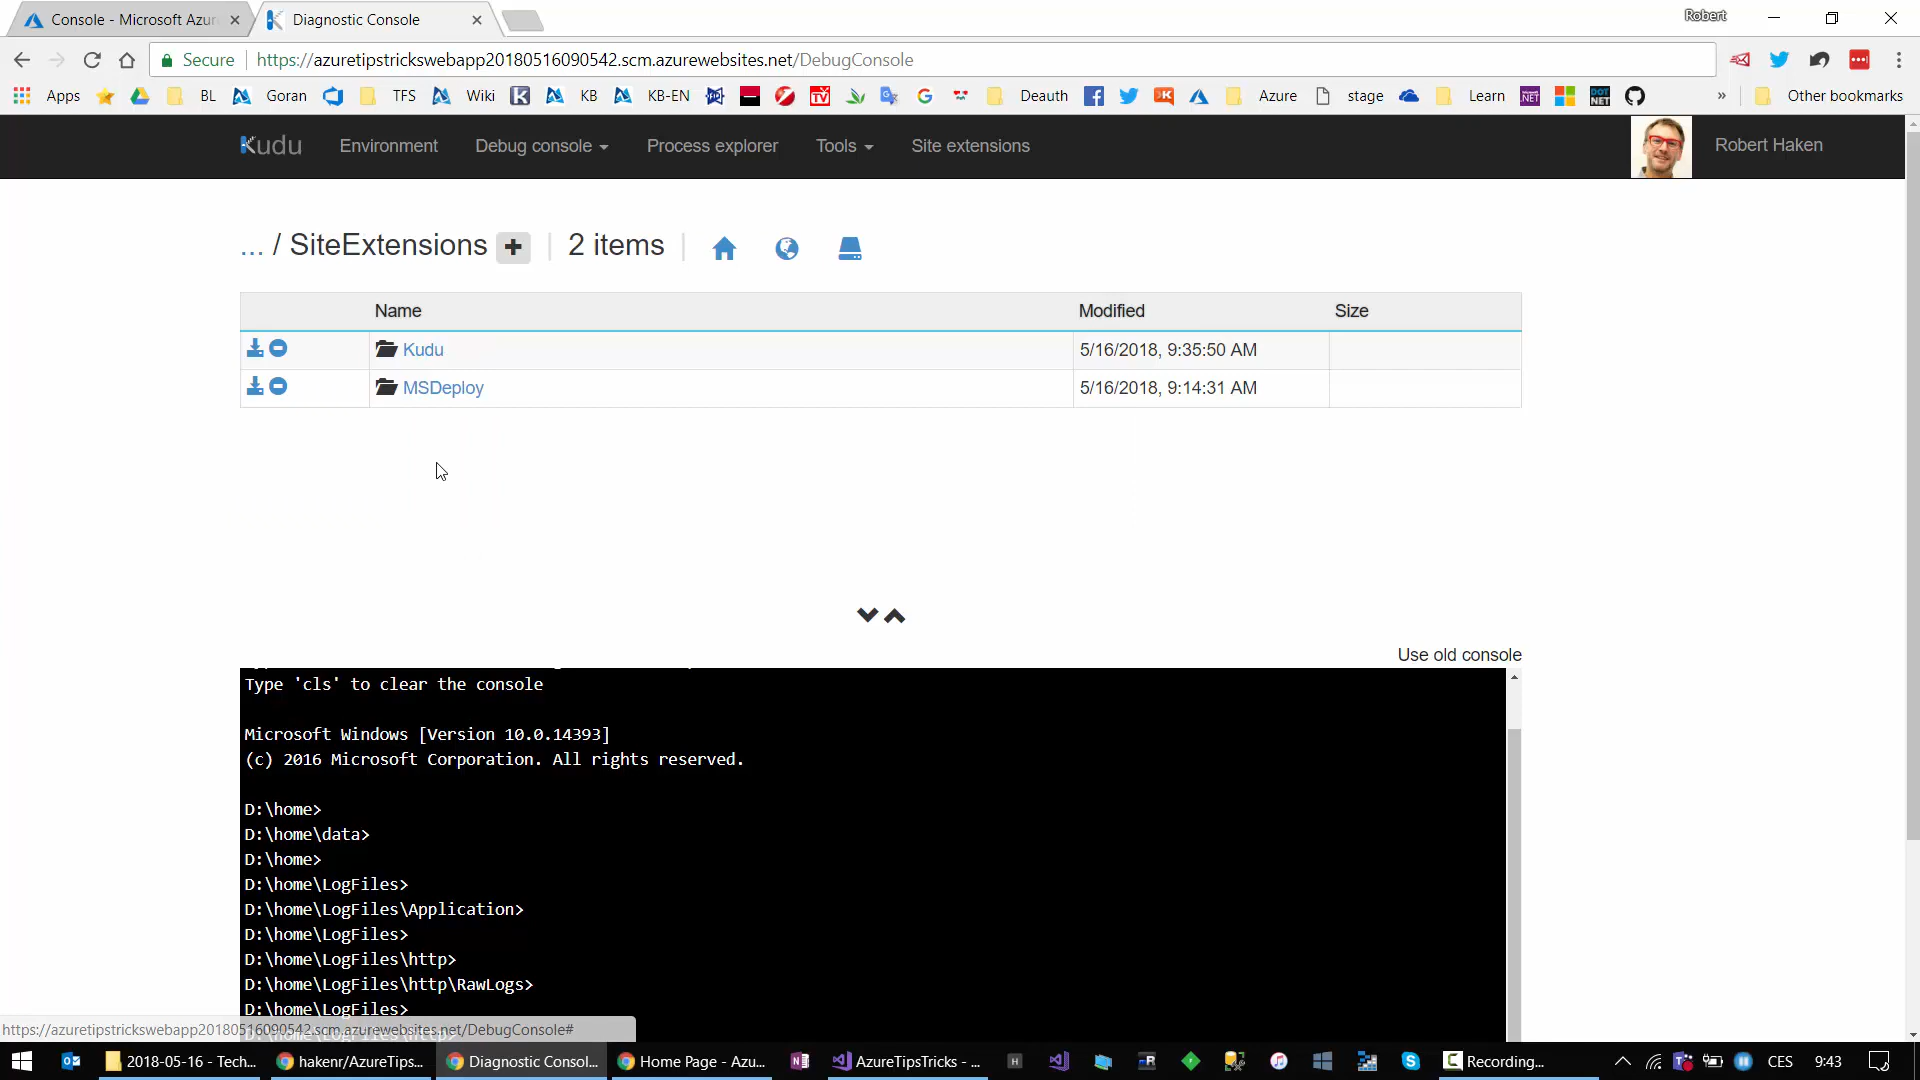 Console - Microsoft Azur
Diagnostic Console
Robert
Secure
https://azuretipstrickswebapp20180516090542.scm.azurewebsites.net/DebugConsole
Apps
BL
Goran
TFS
Wiki
KB
KB-EN
Deauth
Azure
stage
Learn
»
Other bookmarks
Kudu
Environment
Debug console
Process explorer
Tools
Site extensions
Robert Haken
... / SiteExtensions
2 items
Name
Modified
Size
Kudu
5/16/2018, 9:35:50 AM
MSDeploy
5/16/2018, 9:14:31 AM
Use old console
Type 'cls' to clear the console
Microsoft Windows [Version 10.0.14393]
(c) 2016 Microsoft Corporation. All rights reserved.
D:\home>
D:\home\data>
D:\home>
D:\home\LogFiles>
D:\home\LogFiles\Application>
D:\home\LogFiles>
D:\home\LogFiles\http>
D:\home\LogFiles\http\RawLogs>
D:\home\LogFiles>
https://azuretipstrickswebapp20180516090542.scm.azurewebsites.net/DebugConsole#
2018-05-16 - Tech...
hakenr/AzureTips...
Diagnostic Consol...
Home Page - Azu...
AzureTipsTricks - ...
Recording...
CES
9:43